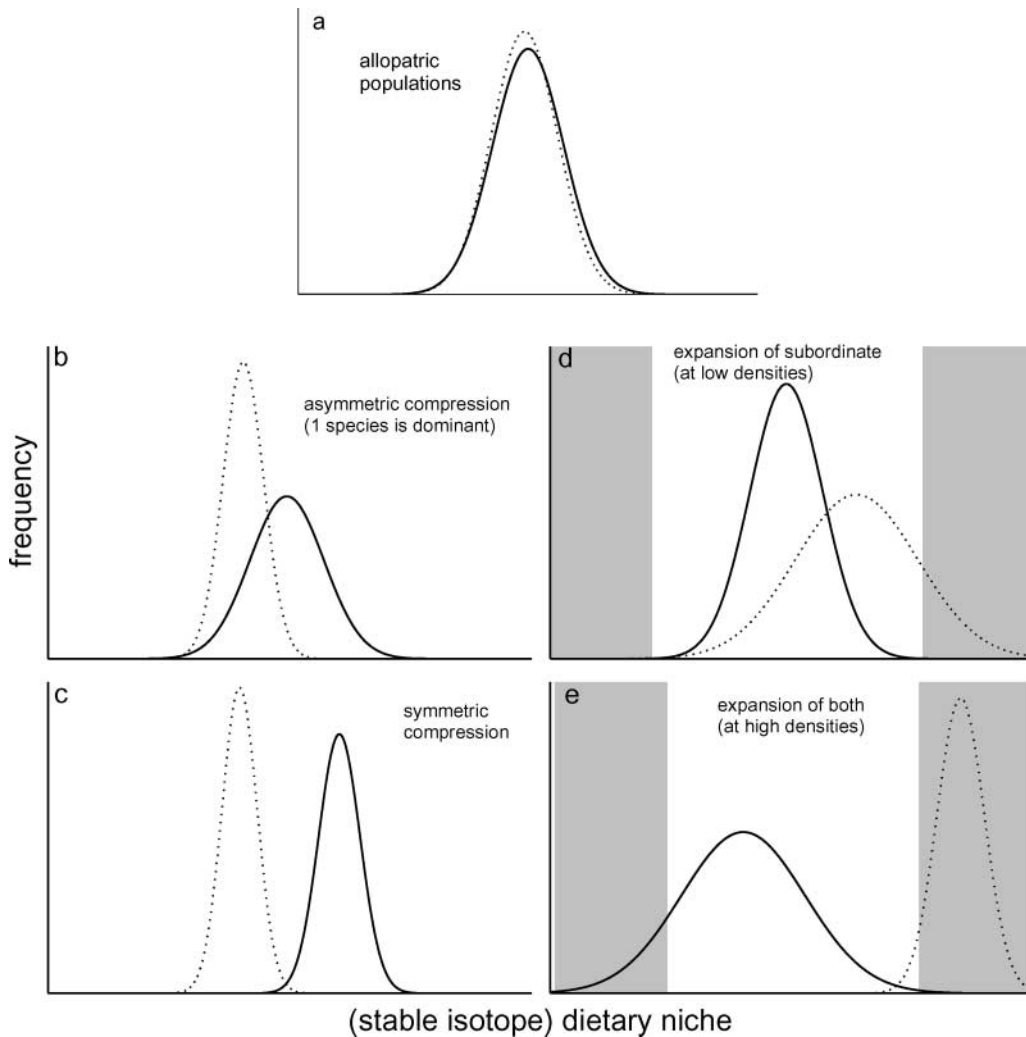 a
allopatric
populations
b
asymmetric compression
(1 species is dominant)
d
expansion of subordinate
(at low densities)
frequency
c
symmetric
compression
e
expansion of both
(at high densities)
(stable isotope) dietary niche